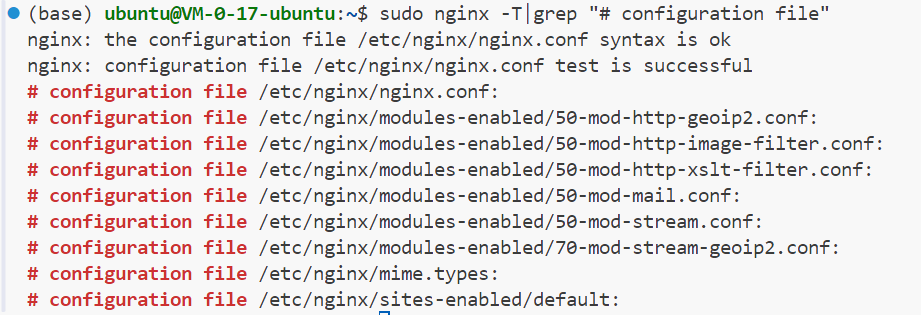 (base) ubuntu@VM-0-17-ubuntu:~$ sudo nginx -T|grep "# configuration file"
nginx: the configuration file /etc/nginx/nginx.conf syntax is ok
nginx: configuration file /etc/nginx/nginx.conf test is successful
# configuration file /etc/nginx/nginx.conf:
# configuration file /etc/nginx/modules-enabled/50-mod-http-geoip2.conf:
# configuration file /etc/nginx/modules-enabled/50-mod-http-image-filter.conf:
# configuration file /etc/nginx/modules-enabled/50-mod-http-xslt-filter.conf:
# configuration file /etc/nginx/modules-enabled/50-mod-mail.conf:
# configuration file /etc/nginx/modules-enabled/50-mod-stream.conf:
# configuration file /etc/nginx/modules-enabled/70-mod-stream-geoip2.conf:
# configuration file /etc/nginx/mime.types:
# configuration file /etc/nginx/sites-enabled/default: